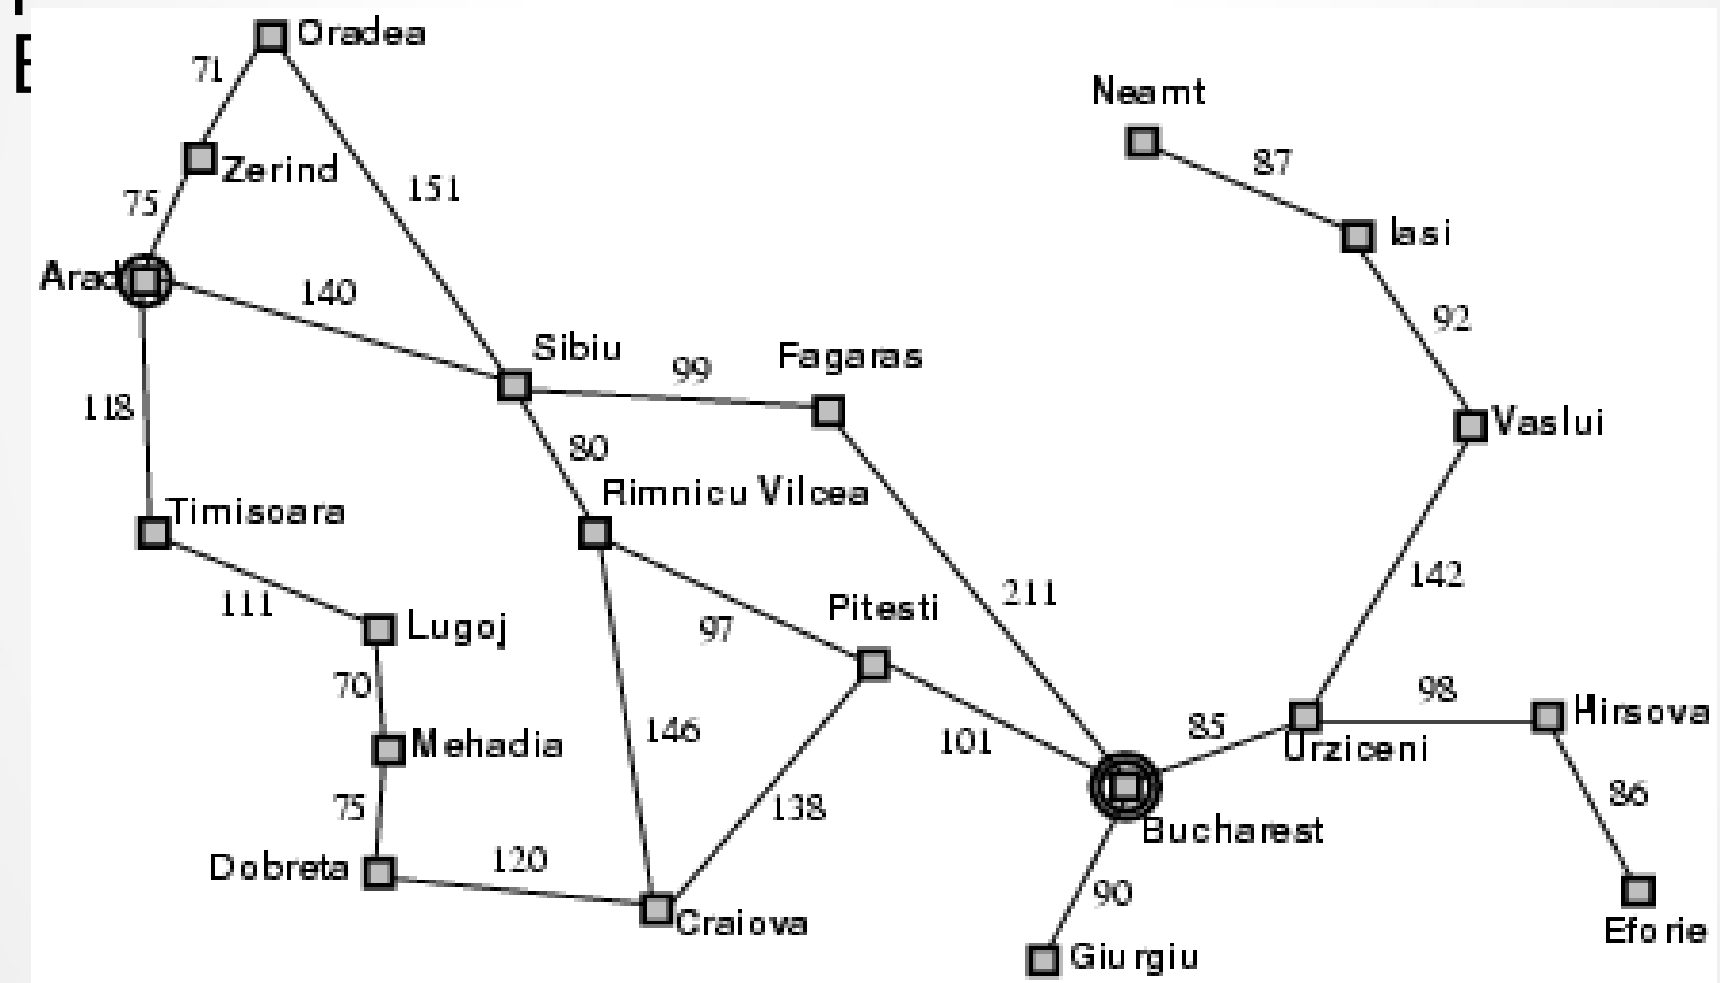 E
Oradea
71
Neamt
87
Zerind
151
75
Iasi
Arad
140
92
Sibiu
Fagaras
99
118
Vaslui
80
Rimnicu Vilcea
Timisoara
142
211
111
Pitesti
Lugoj
97
70
98
Hirsova
146
85
101
Urziceni
Mehadia
86
75
138
Bucharest
120
Dobreta
90
Craiova
Eforie
Giurgiu